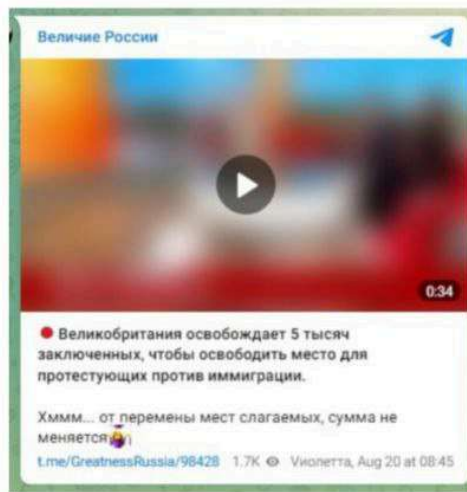 Величие России
0:34
Великобритания освобождает 5 тысяч
заключенных, чтобы освободить место для
протестующих против иммиграции.
Хммм... от перемены мест слагаемых, сумма не
меняется
t.me/GreatnessRussia/98428 1.7K Виолетта, Aug 20 at 08:45